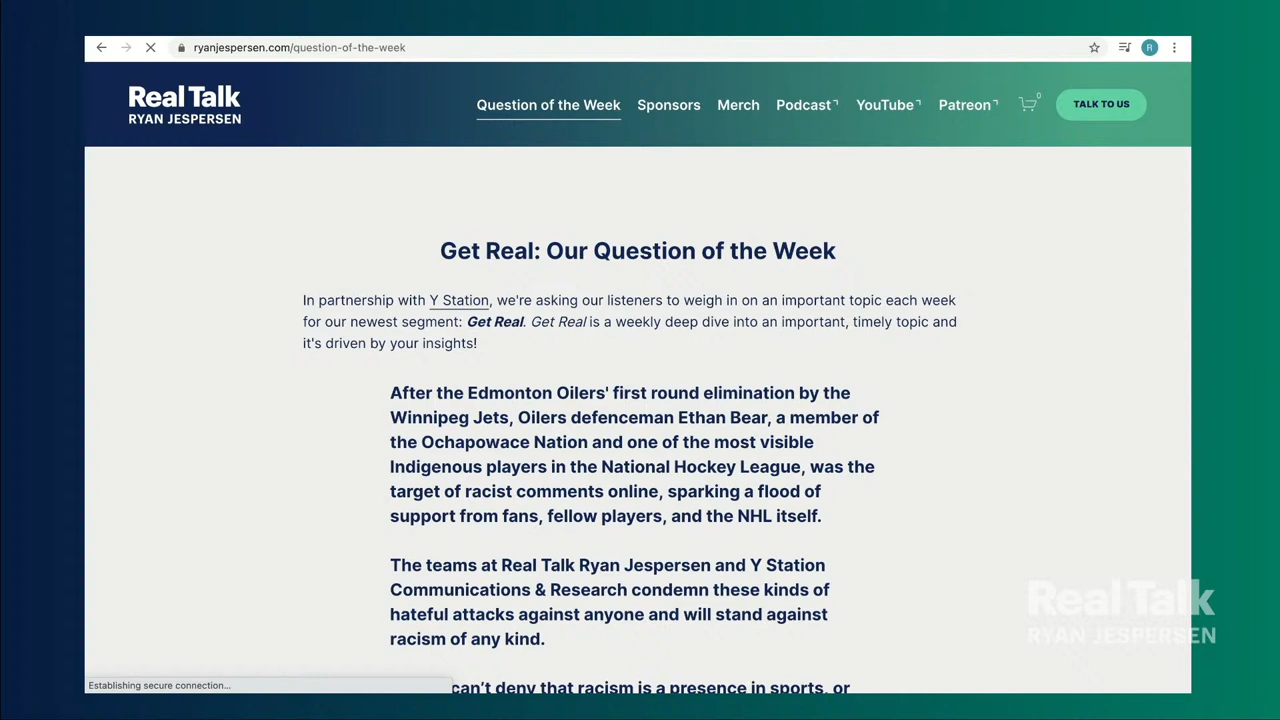 ryanjespersen.com/question-of-the-week
R
Real Talk
RYAN JESPERSEN
Question of the Week Sponsors Merch Podcast YouTube Patreon 0 TALK TO US
Get Real: Our Question of the Week
In partnership with Y Station, we're asking our listeners to weigh in on an important topic each week
for our newest segment: Get Real. Get Real is a weekly deep dive into an important, timely topic and
it's driven by your insights!
After the Edmonton Oilers' first round elimination by the
Winnipeg Jets, Oilers defenceman Ethan Bear, a member of
the Ochapowace Nation and one of the most visible
Indigenous players in the National Hockey League, was the
target of racist comments online, sparking a flood of
support from fans, fellow players, and the NHL itself.
The teams at Real Talk Ryan Jespersen and Y Station
Communications & Research condemn these kinds of
hateful attacks against anyone and will stand against
racism of any kind.
Real Talk
RYAN JESPERSEN
Establishing secure connection...
can't deny that racism is a presence in sports, or